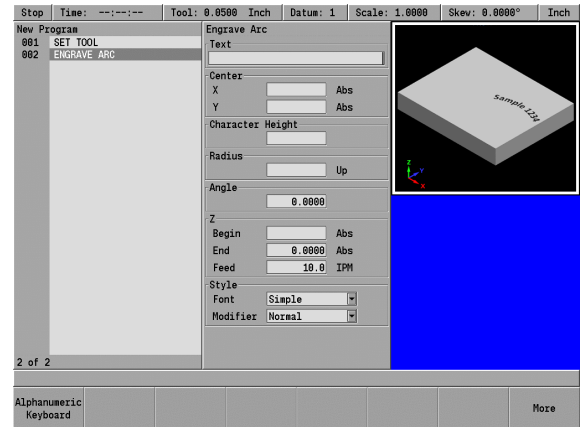 Stop Time: --:--:-- Tool: 0.0500 Inch Datum: 1 Scale: 1.0000 Skew: 0.0000° Inch
New Program
001 SET TOOL
002 ENGRAVE ARC
2 of 2
Engrave Arc
Text
Center
X Abs
Y Abs
Character Height
Radius
Up
Angle
0.0000
Z
Begin Abs
End 0.0000 Abs
Feed 10.0 IPM
Style
Font Simple
Modifier Normal
Sample 1234
Z
Y
X
Alphanumeric
Keyboard
More